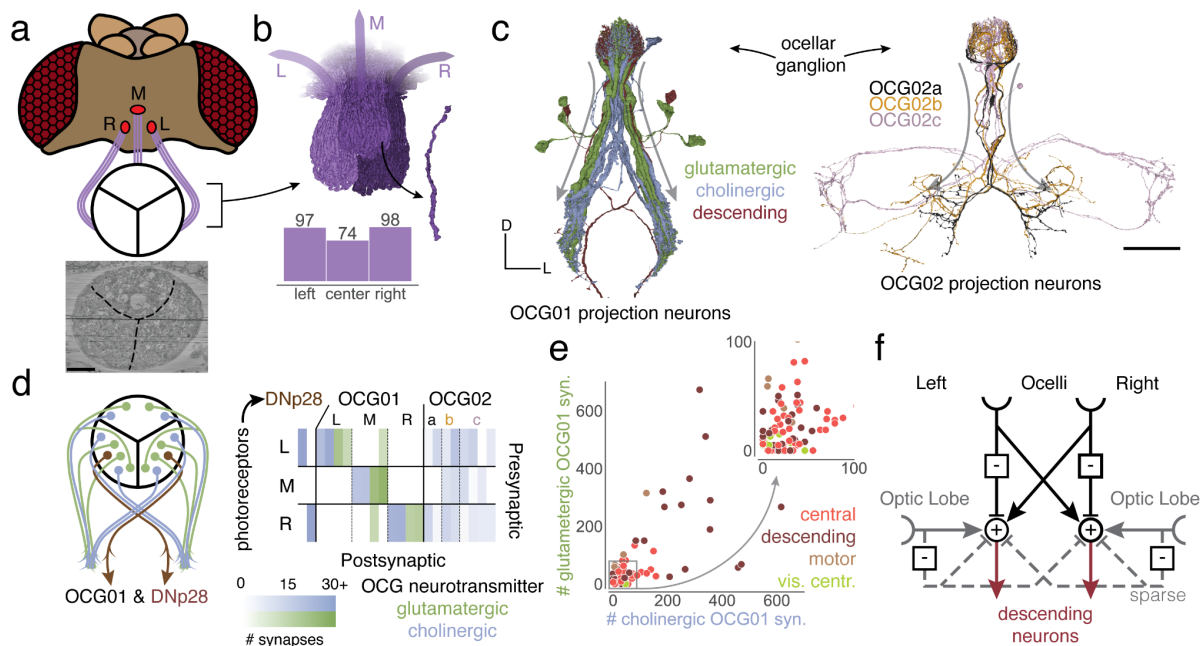 a
M
R
L
b
M
L
R
97
74
98
left
center
right
c
ocellar
ganglion
glutamatergic
cholinergic
descending
D
L
OCG01 projection neurons
OCG02a
OCG02b
OCG02c
OCG02 projection neurons
d
OCG01 & DNp28
DNp28
OCG01
OCG02
L
M
R
a
b
c
photoreceptors
L
M
R
Presynaptic
Postsynaptic
0
15
30+
# synapses
OCG neurotransmitter
glutamatergic
cholinergic
e
# glutametergic OCG01 syn.
600
400
200
0
0
200
400
600
# cholinergic OCG01 syn.
100
0
0
100
central
descending
motor
vis. centr.
f
Left
Ocelli
Right
-
-
Optic Lobe
Optic Lobe
+
+
-
-
sparse
descending
neurons